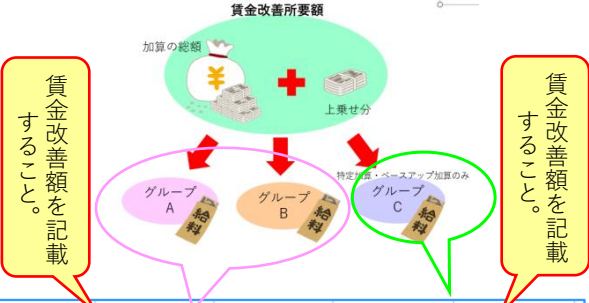 賃金改善所要額
加算の総額
上乗せ分
賃金改善額を記載
すること。
賃金改善額を記載
すること。
特定加算・ベースアップ加算のみ
グループ
A
給料
グループ
B
給料
グループ
C
給料